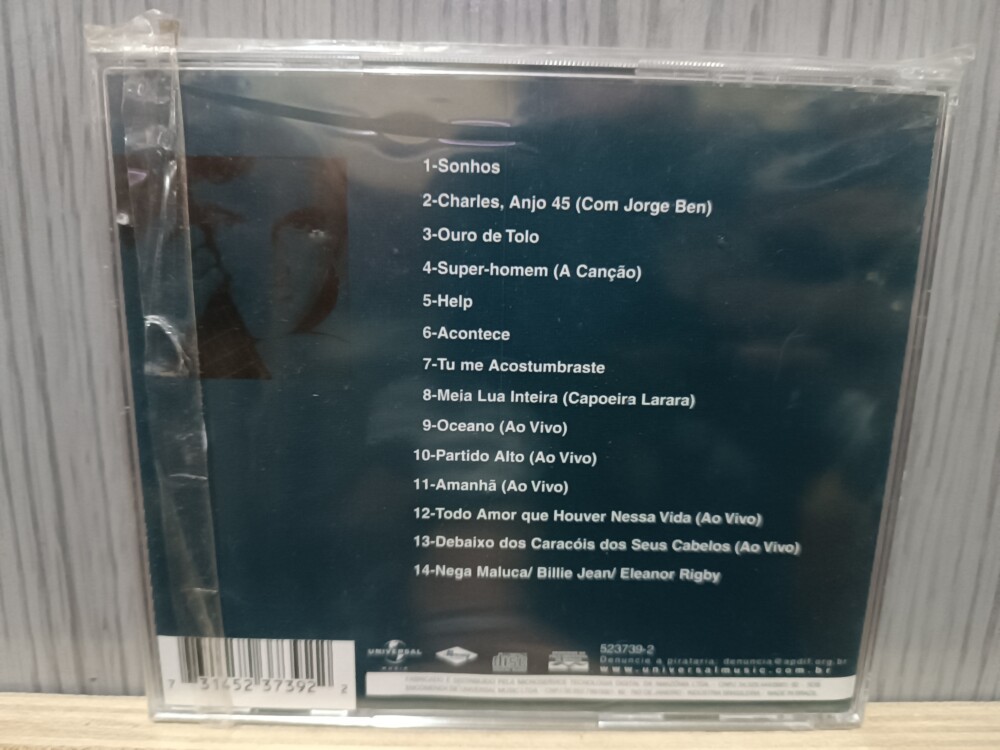 1-Sonhos
2-Charles, Anjo 45 (Com Jorge Ben)
3-Ouro de Tolo
4-Super-homem (A Canção)
5-Help
6-Acontece
7-Tu me Acostumbraste
8-Meia Lua Inteira (Capoeira Larara)
9-Oceano (Ao Vivo)
10-Partido Alto (Ao Vivo)
11-Amanhã (Ao Vivo)
12-Todo Amor que Houver Nessa Vida (Ao Vivo)
13-Debaixo dos Caracóis dos Seus Cabelos (Ao Vivo)
14-Nega Maluca/ Billie Jean/ Eleanor Rigby
7 31452 37392 2
UNIVERSAL
MUSIC
523739-2
Denuncie a pirataria: denuncia@apdif.org.br
www.universalmusic.com.br